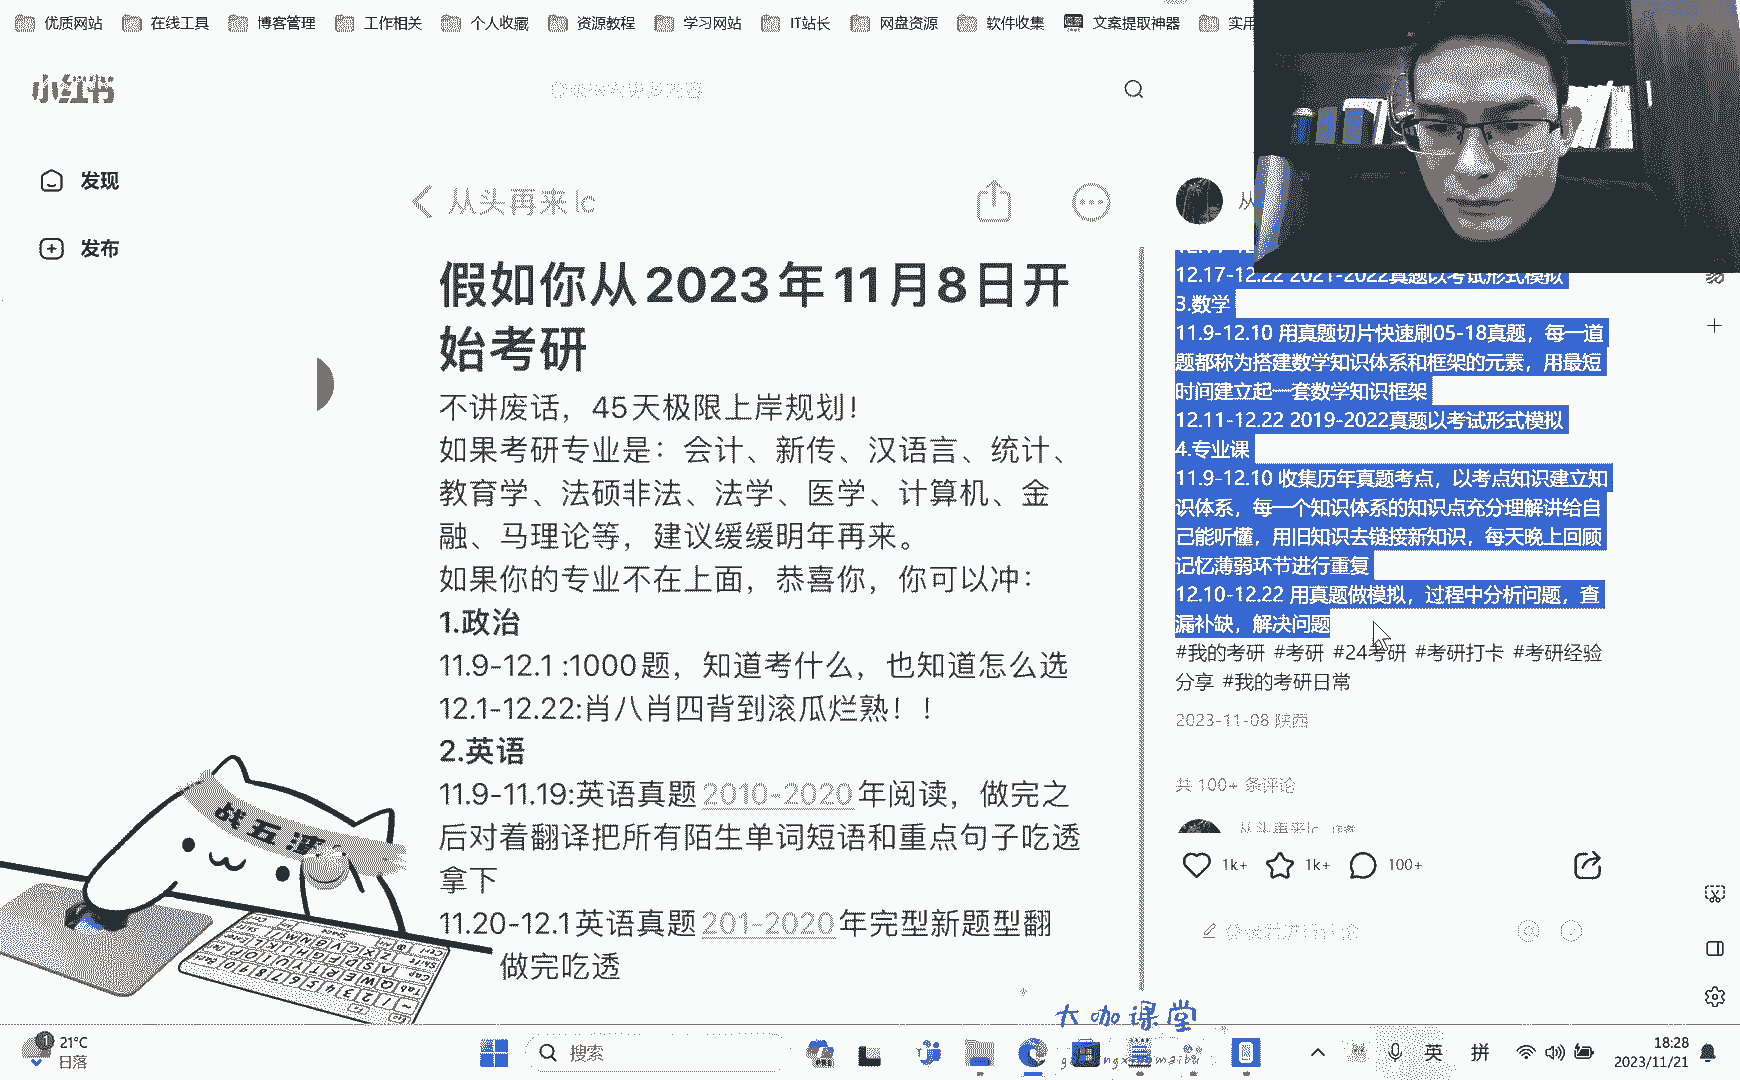 优质网站 在线工具 博客管理 工作相关 个人收藏 资源教程 学习网站 IT站长 网盘资源 软件收集 文案提取神器 实用
小红书
发现
发布
从头再来lc
假如你从2023年11月8日开
始考研
不讲废话，45天极限上岸规划！
如果考研专业是：会计、新传、汉语言、统计、
教育学、法硕非法、法学、医学、计算机、金
融、马理论等，建议缓缓明年再来。
如果你的专业不在上面，恭喜你，你可以冲：
1.政治
11.9-12.1 :1000题，知道考什么，也知道怎么选
12.1-12.22:肖八肖四背到滚瓜烂熟！！
2.英语
11.9-11.19:英语真题2010-2020年阅读，做完之
后对着翻译把所有陌生单词短语和重点句子吃透
拿下
11.20-12.1英语真题201-2020年完型新题型翻
做完吃透
从
12.17-12.22 2021-2022真题以考试形式模拟
3.数学
11.9-12.10 用真题切片快速刷05-18真题，每一道
题都称为搭建数学知识体系和框架的元素，用最短
时间建立起一套数学知识框架
12.11-12.22 2019-2022真题以考试形式模拟
4.专业课
11.9-12.10 收集历年真题考点，以考点知识建立知
识体系，每一个知识体系的知识点充分理解讲给自
己能听懂，用旧知识去链接新知识，每天晚上回顾
记忆薄弱环节进行重复
12.10-12.22 用真题做模拟，过程中分析问题，查
漏补缺，解决问题
#我的考研 #考研 #24考研 #考研打卡 #考研经验
分享 #我的考研日常
2023-11-08 陕西
共 100+ 条评论
从头再来lc 作者
1k+ 1k+ 100+
大咖课堂
1
21°C
日落
搜索
英 拼
18:28
2023/11/21